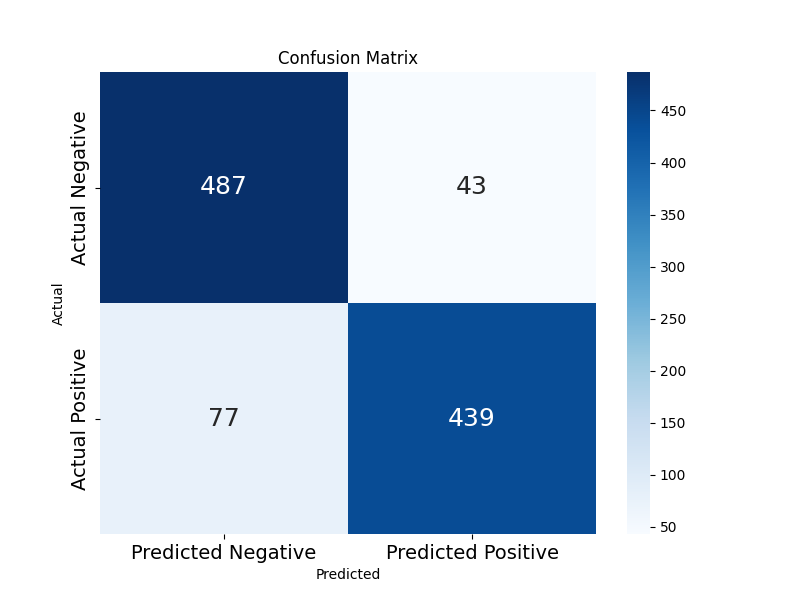 Confusion Matrix
Actual
Actual Negative
487
43
Actual Positive
77
439
Predicted Negative
Predicted Positive
Predicted
450
400
350
300
250
200
150
100
50